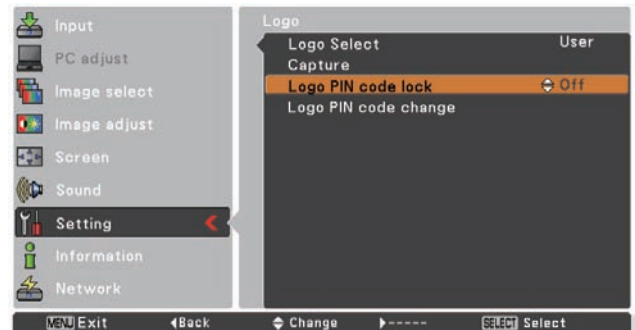 Input
PC adjust
Image select
Image adjust
Screen
Sound
Setting
Information
Network
Logo
Logo Select User
Capture
Logo PIN code lock Off
Logo PIN code change
MENU Exit Back Change ----- SELECT Select